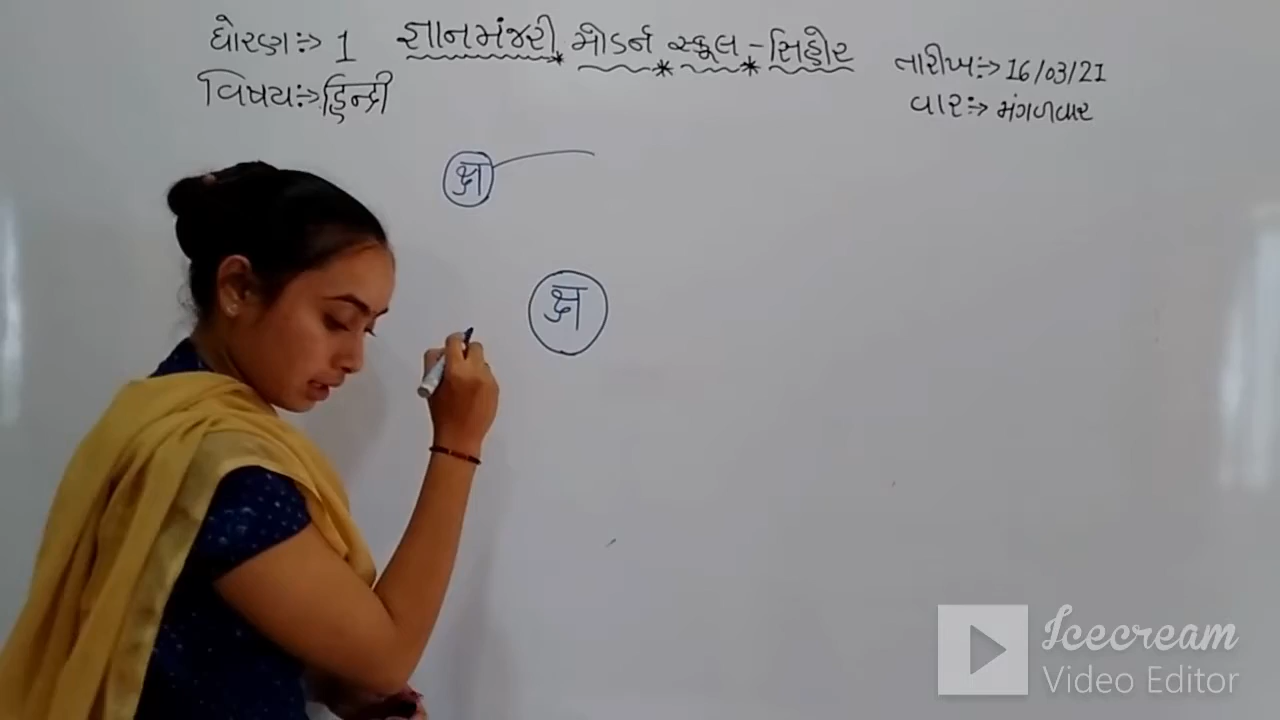 ધોરણઃ-> 1 જ્ઞાનમંજરી મોડર્ન સ્કૂલ - સિહોર
તારીખઃ-> 16/03/21
વિષયઃ-> હિન્દી
વારઃ-> મંગળવાર
क्ष
क्ष
Icecream
Video Editor